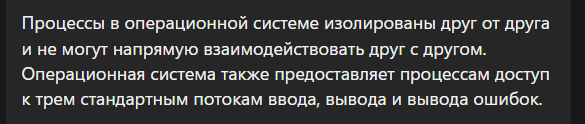 Процессы в операционной системе изолированы друг от друга
и не могут напрямую взаимодействовать друг с другом.
Операционная система также предоставляет процессам доступ
к трем стандартным потокам ввода, вывода и вывода ошибок.